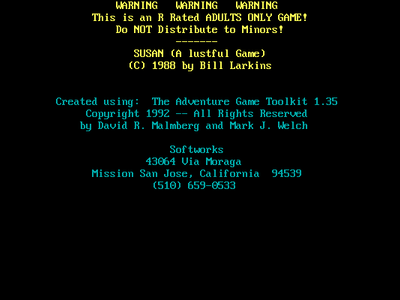 WARNING   WARNING   WARNING
This is an R Rated ADULTS ONLY GAME!
Do NOT Distribute to Minors!
-------
SUSAN (A lustful Game)
(C) 1988 by Bill Larkins
Created using:  The Adventure Game Toolkit 1.35
Copyright 1992 -- All Rights Reserved
by David R. Malmberg and Mark J. Welch
Softworks
43064 Via Moraga
Mission San Jose, California  94539
(510) 659-0533